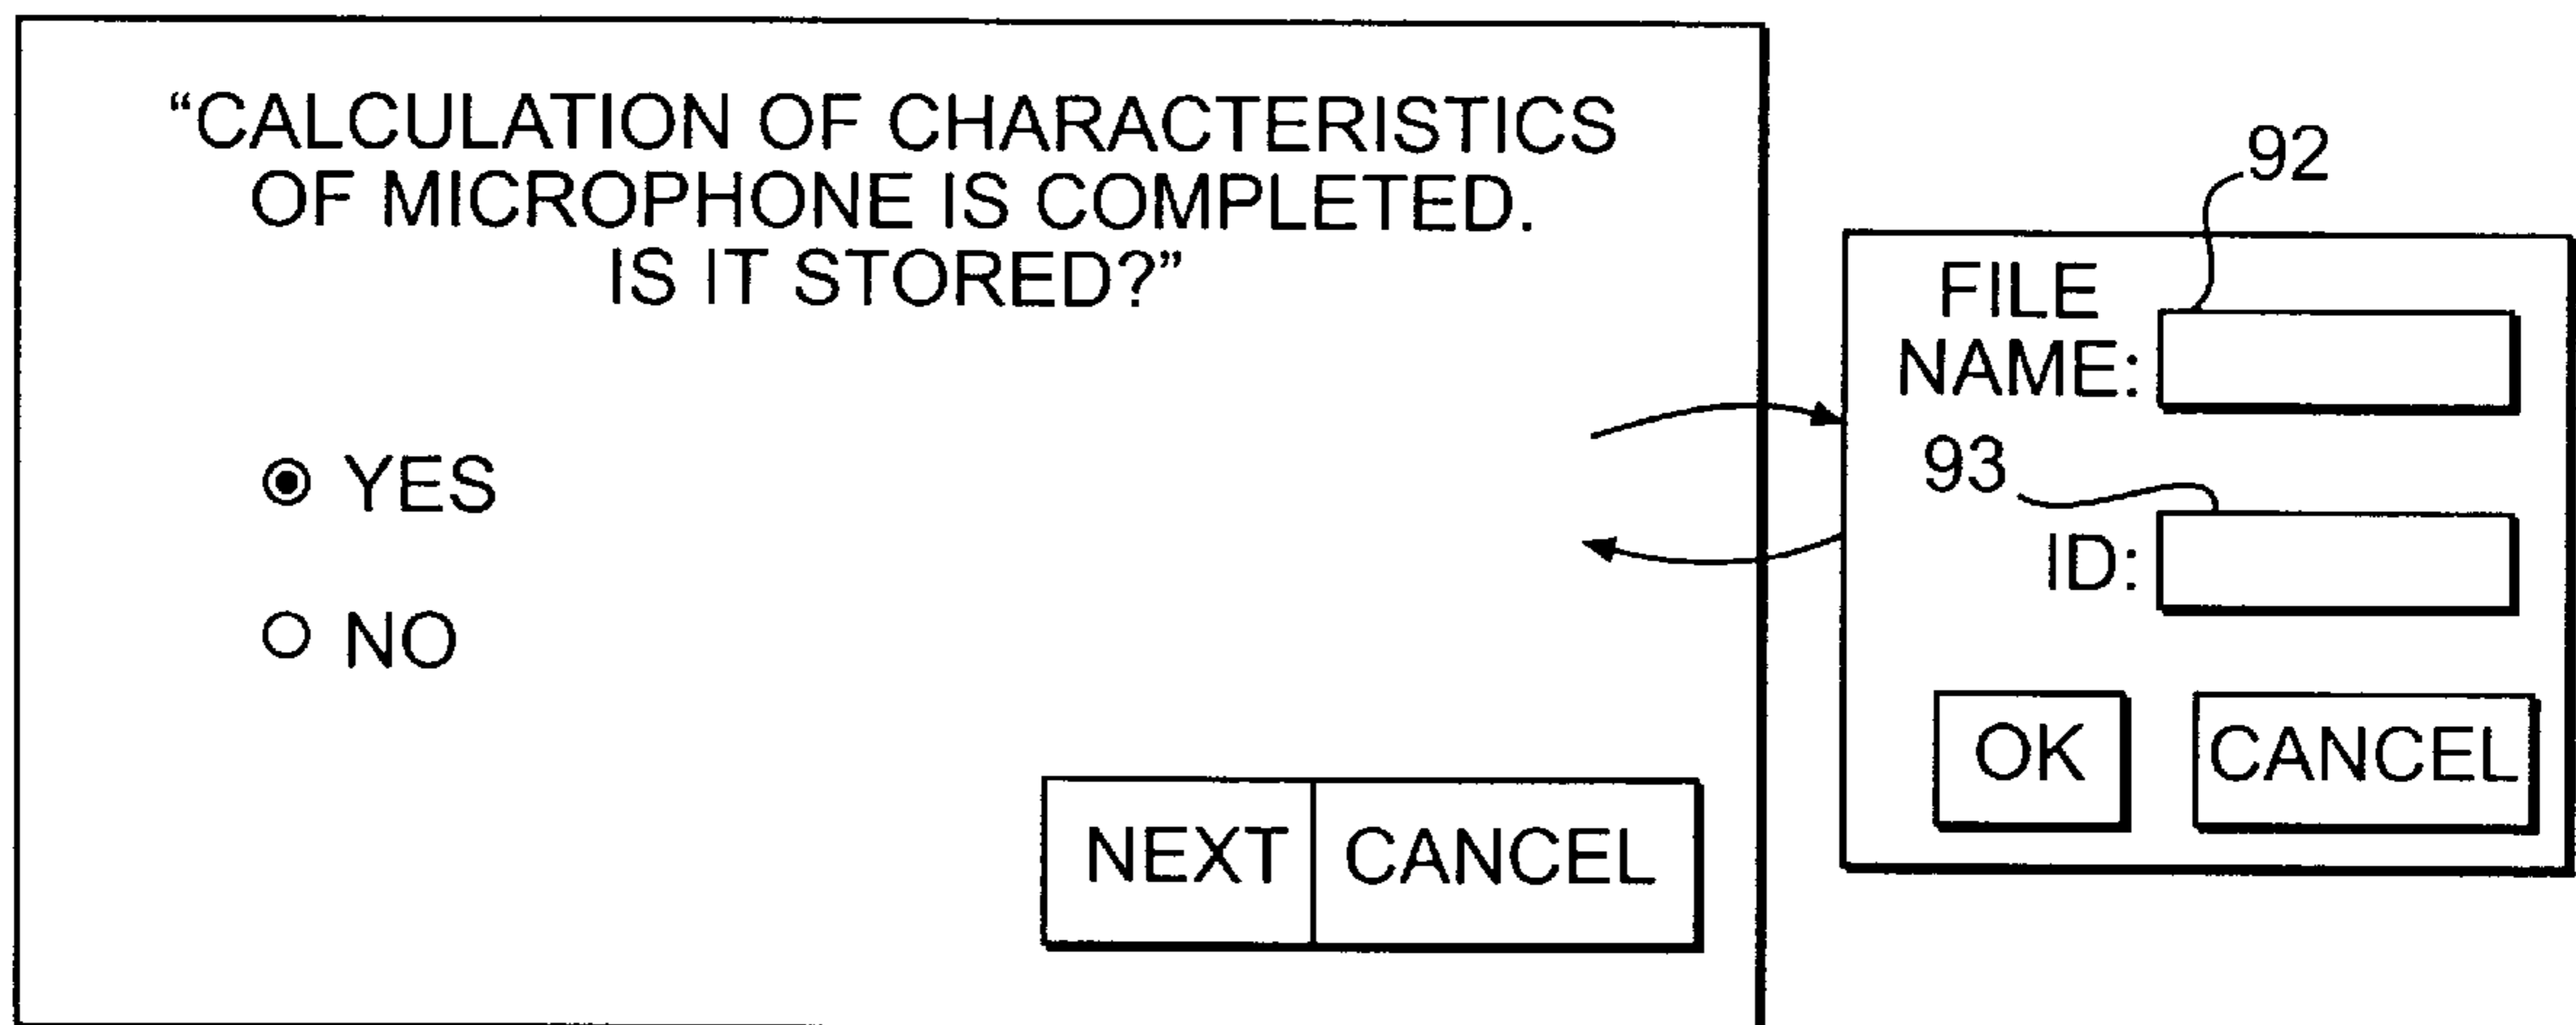 “CALCULATION OF CHARACTERISTICS
OF MICROPHONE IS COMPLETED.
IS IT STORED?”
YES
NO
NEXT CANCEL
92
FILE
NAME:
93
ID:
OK CANCEL